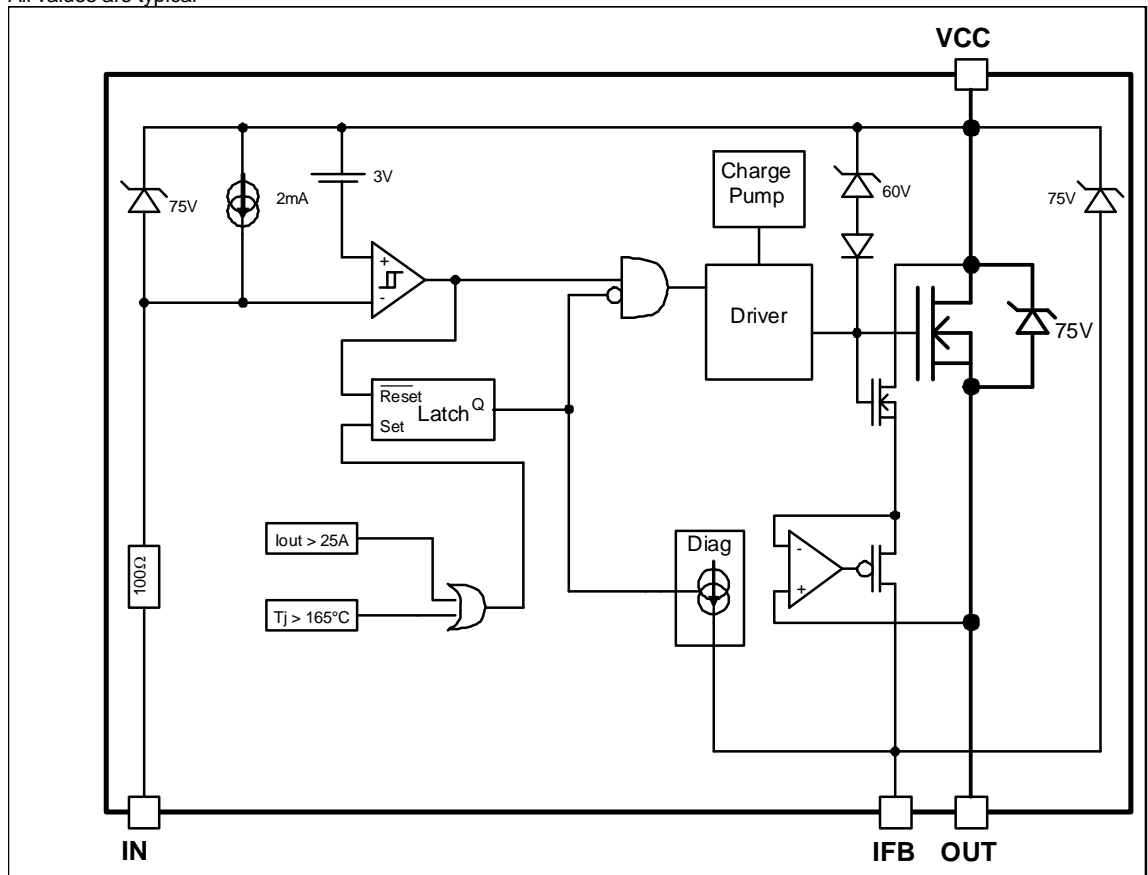 All values are typical
VCC
75V
2mA
3V
Charge
Pump
60V
75V
+
-
Driver
75V
Reset
Latch
Q
Set
Iout > 25A
Diag
-
+
100Ω
Tj > 165°C
IN
IFB
OUT